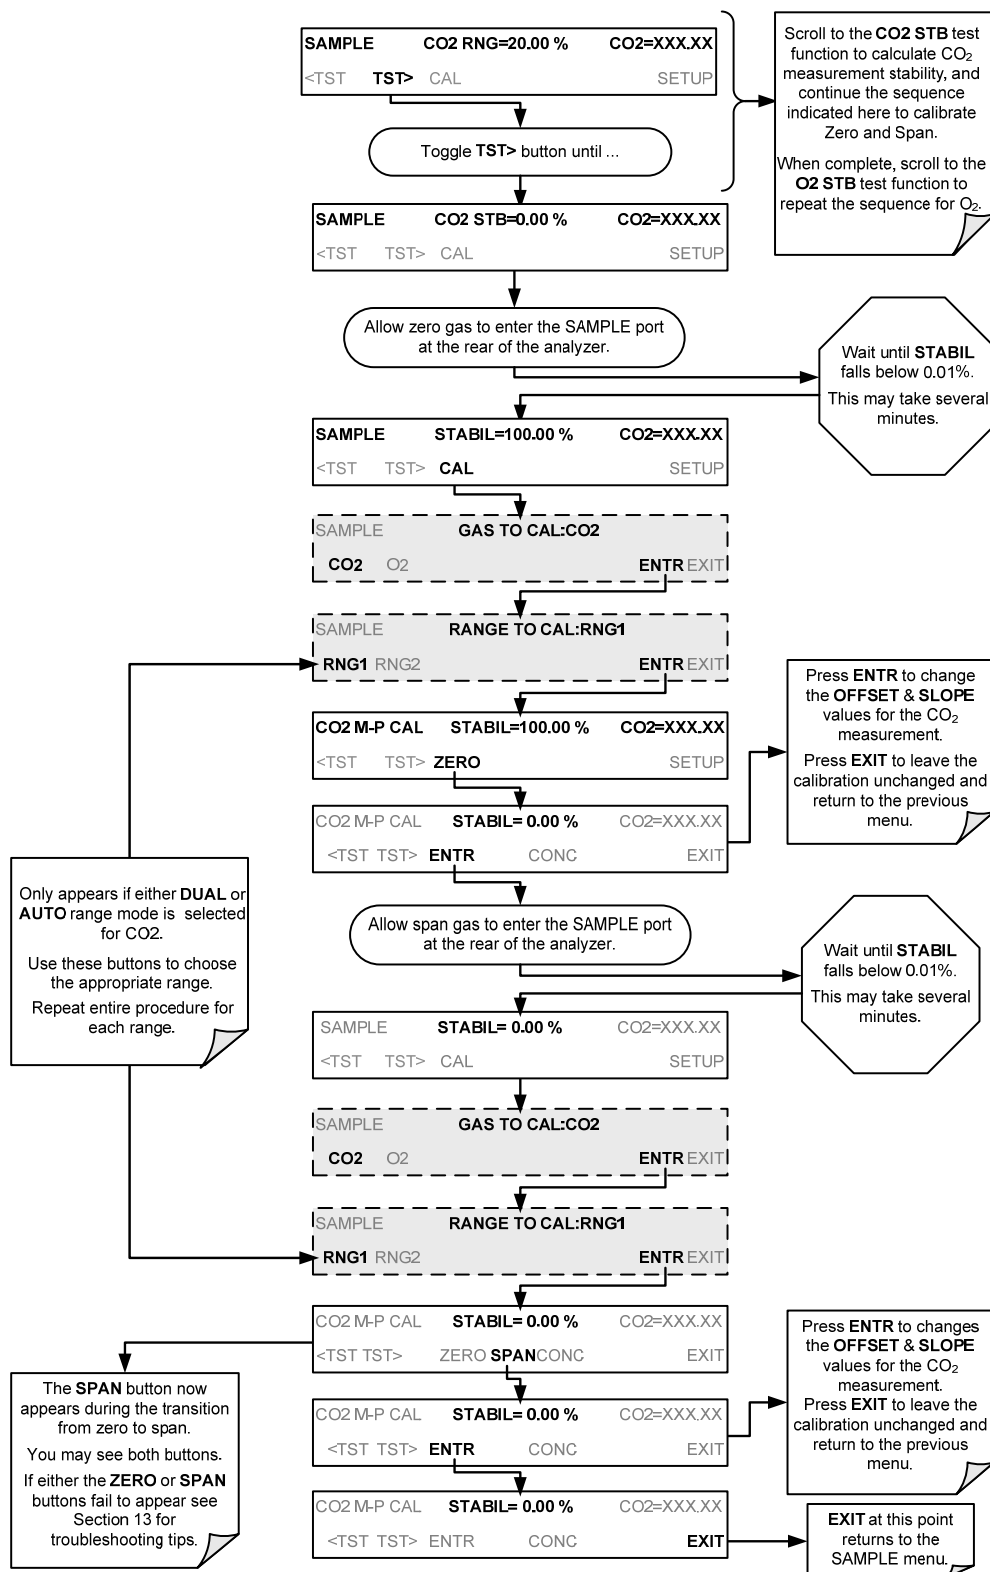 SAMPLE CO2 RNG=20.00 % CO2=XXX.XX
<TST TST> CAL SETUP
Scroll to the CO2 STB test
function to calculate CO₂
measurement stability, and
continue the sequence
indicated here to calibrate
Zero and Span.
When complete, scroll to the
O2 STB test function to
repeat the sequence for O₂.
Toggle TST> button until ...
SAMPLE CO2 STB=0.00 % CO2=XXX.XX
<TST TST> CAL SETUP
Allow zero gas to enter the SAMPLE port
at the rear of the analyzer.
Wait until STABIL
falls below 0.01%.
This may take several
minutes.
SAMPLE STABIL=100.00 % CO2=XXX.XX
<TST TST> CAL SETUP
SAMPLE GAS TO CAL:CO2
CO2 O2 ENTR EXIT
SAMPLE RANGE TO CAL:RNG1
RNG1 RNG2 ENTR EXIT
CO2 M-P CAL STABIL=100.00 % CO2=XXX.XX
<TST TST> ZERO SETUP
Press ENTR to change
the OFFSET & SLOPE
values for the CO₂
measurement.
Press EXIT to leave the
calibration unchanged and
return to the previous
menu.
CO2 M-P CAL STABIL= 0.00 % CO2=XXX.XX
<TST TST> ENTR CONC EXIT
Only appears if either DUAL or
AUTO range mode is selected
for CO2.
Use these buttons to choose
the appropriate range.
Repeat entire procedure for
each range.
Allow span gas to enter the SAMPLE port
at the rear of the analyzer.
Wait until STABIL
falls below 0.01%.
This may take several
minutes.
SAMPLE STABIL= 0.00 % CO2=XXX.XX
<TST TST> CAL SETUP
SAMPLE GAS TO CAL:CO2
CO2 O2 ENTR EXIT
SAMPLE RANGE TO CAL:RNG1
RNG1 RNG2 ENTR EXIT
CO2 M-P CAL STABIL= 0.00 % CO2=XXX.XX
<TST TST> ZERO SPAN CONC EXIT
Press ENTR to changes
the OFFSET & SLOPE
values for the CO₂
measurement.
Press EXIT to leave the
calibration unchanged and
return to the previous
menu.
The SPAN button now
appears during the transition
from zero to span.
You may see both buttons.
If either the ZERO or SPAN
buttons fail to appear see
Section 13 for
troubleshooting tips.
CO2 M-P CAL STABIL= 0.00 % CO2=XXX.XX
<TST TST> ENTR CONC EXIT
CO2 M-P CAL STABIL= 0.00 % CO2=XXX.XX
<TST TST> ENTR CONC EXIT
EXIT at this point
returns to the
SAMPLE menu.